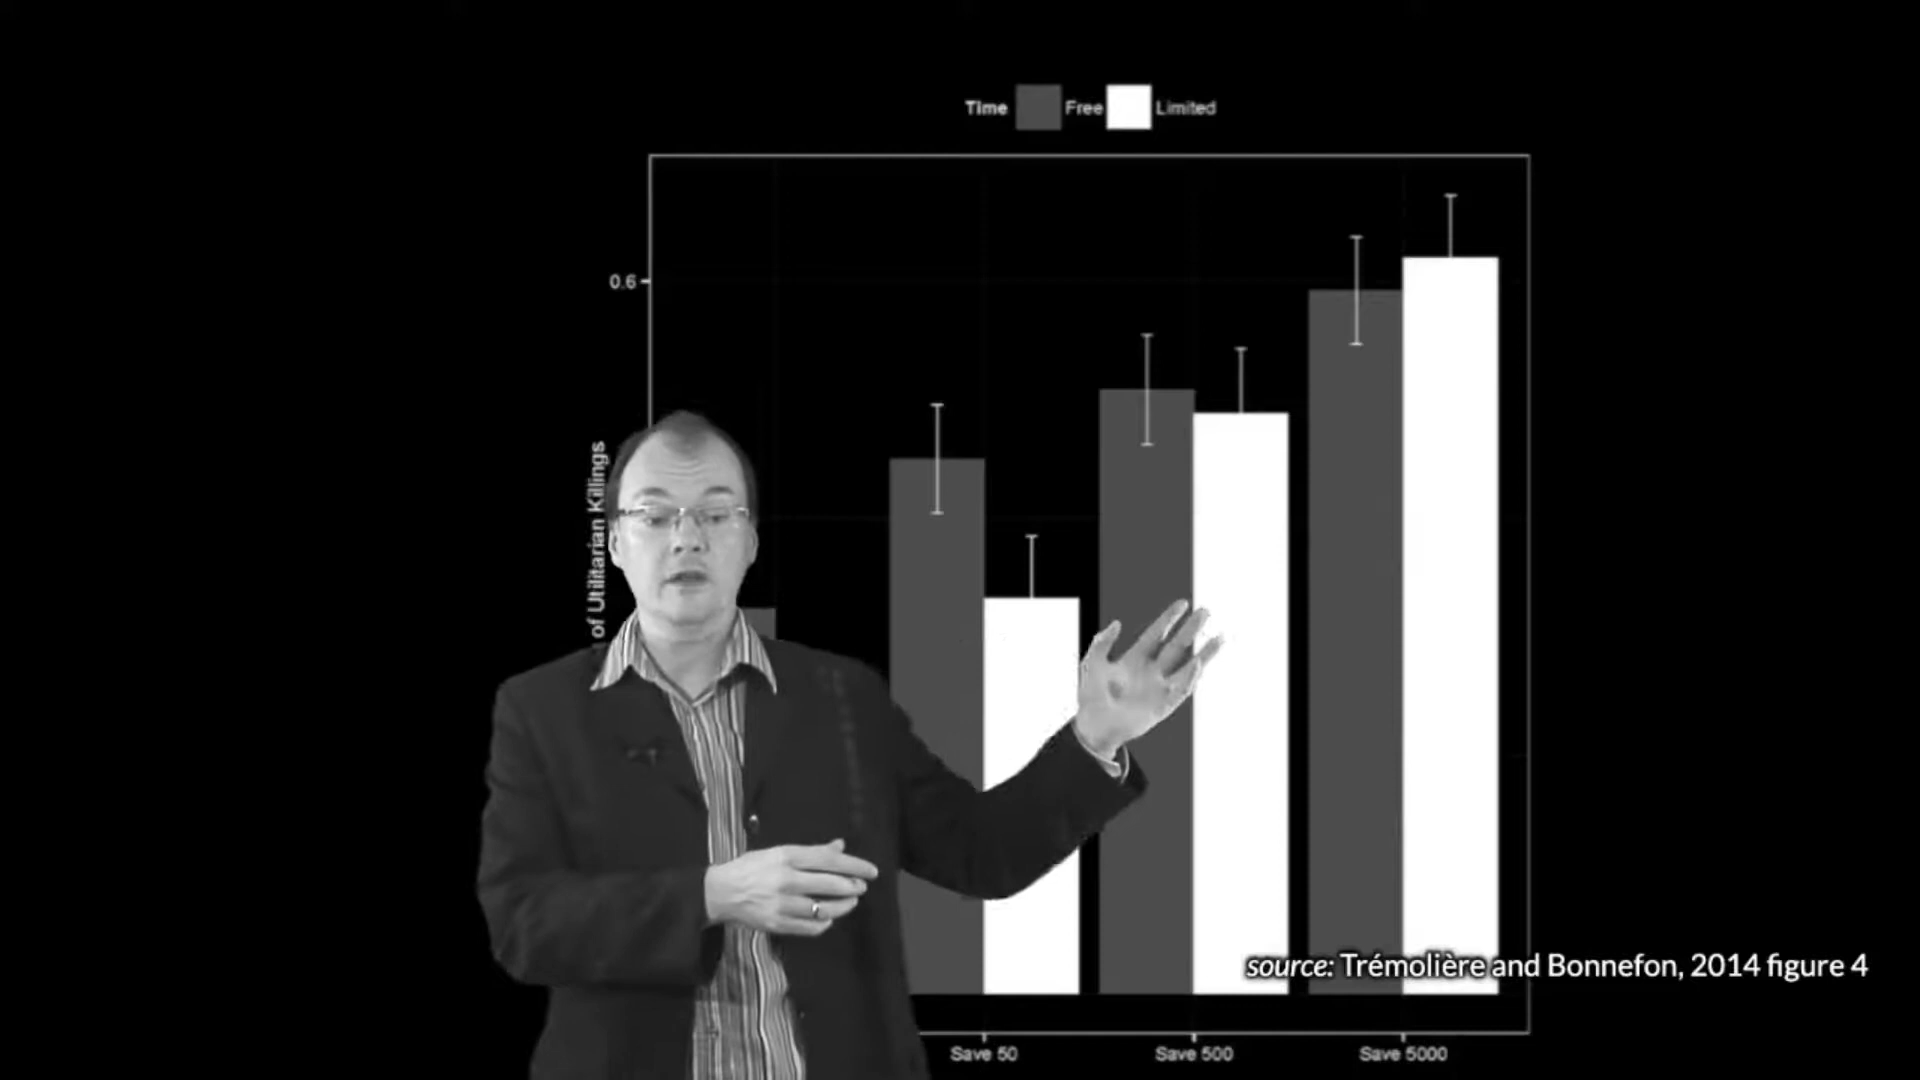 Time Free Limited
0.6
of Utilitarian Killings
source: Trémolière and Bonnefon, 2014 figure 4
Save 50 Save 500 Save 5000